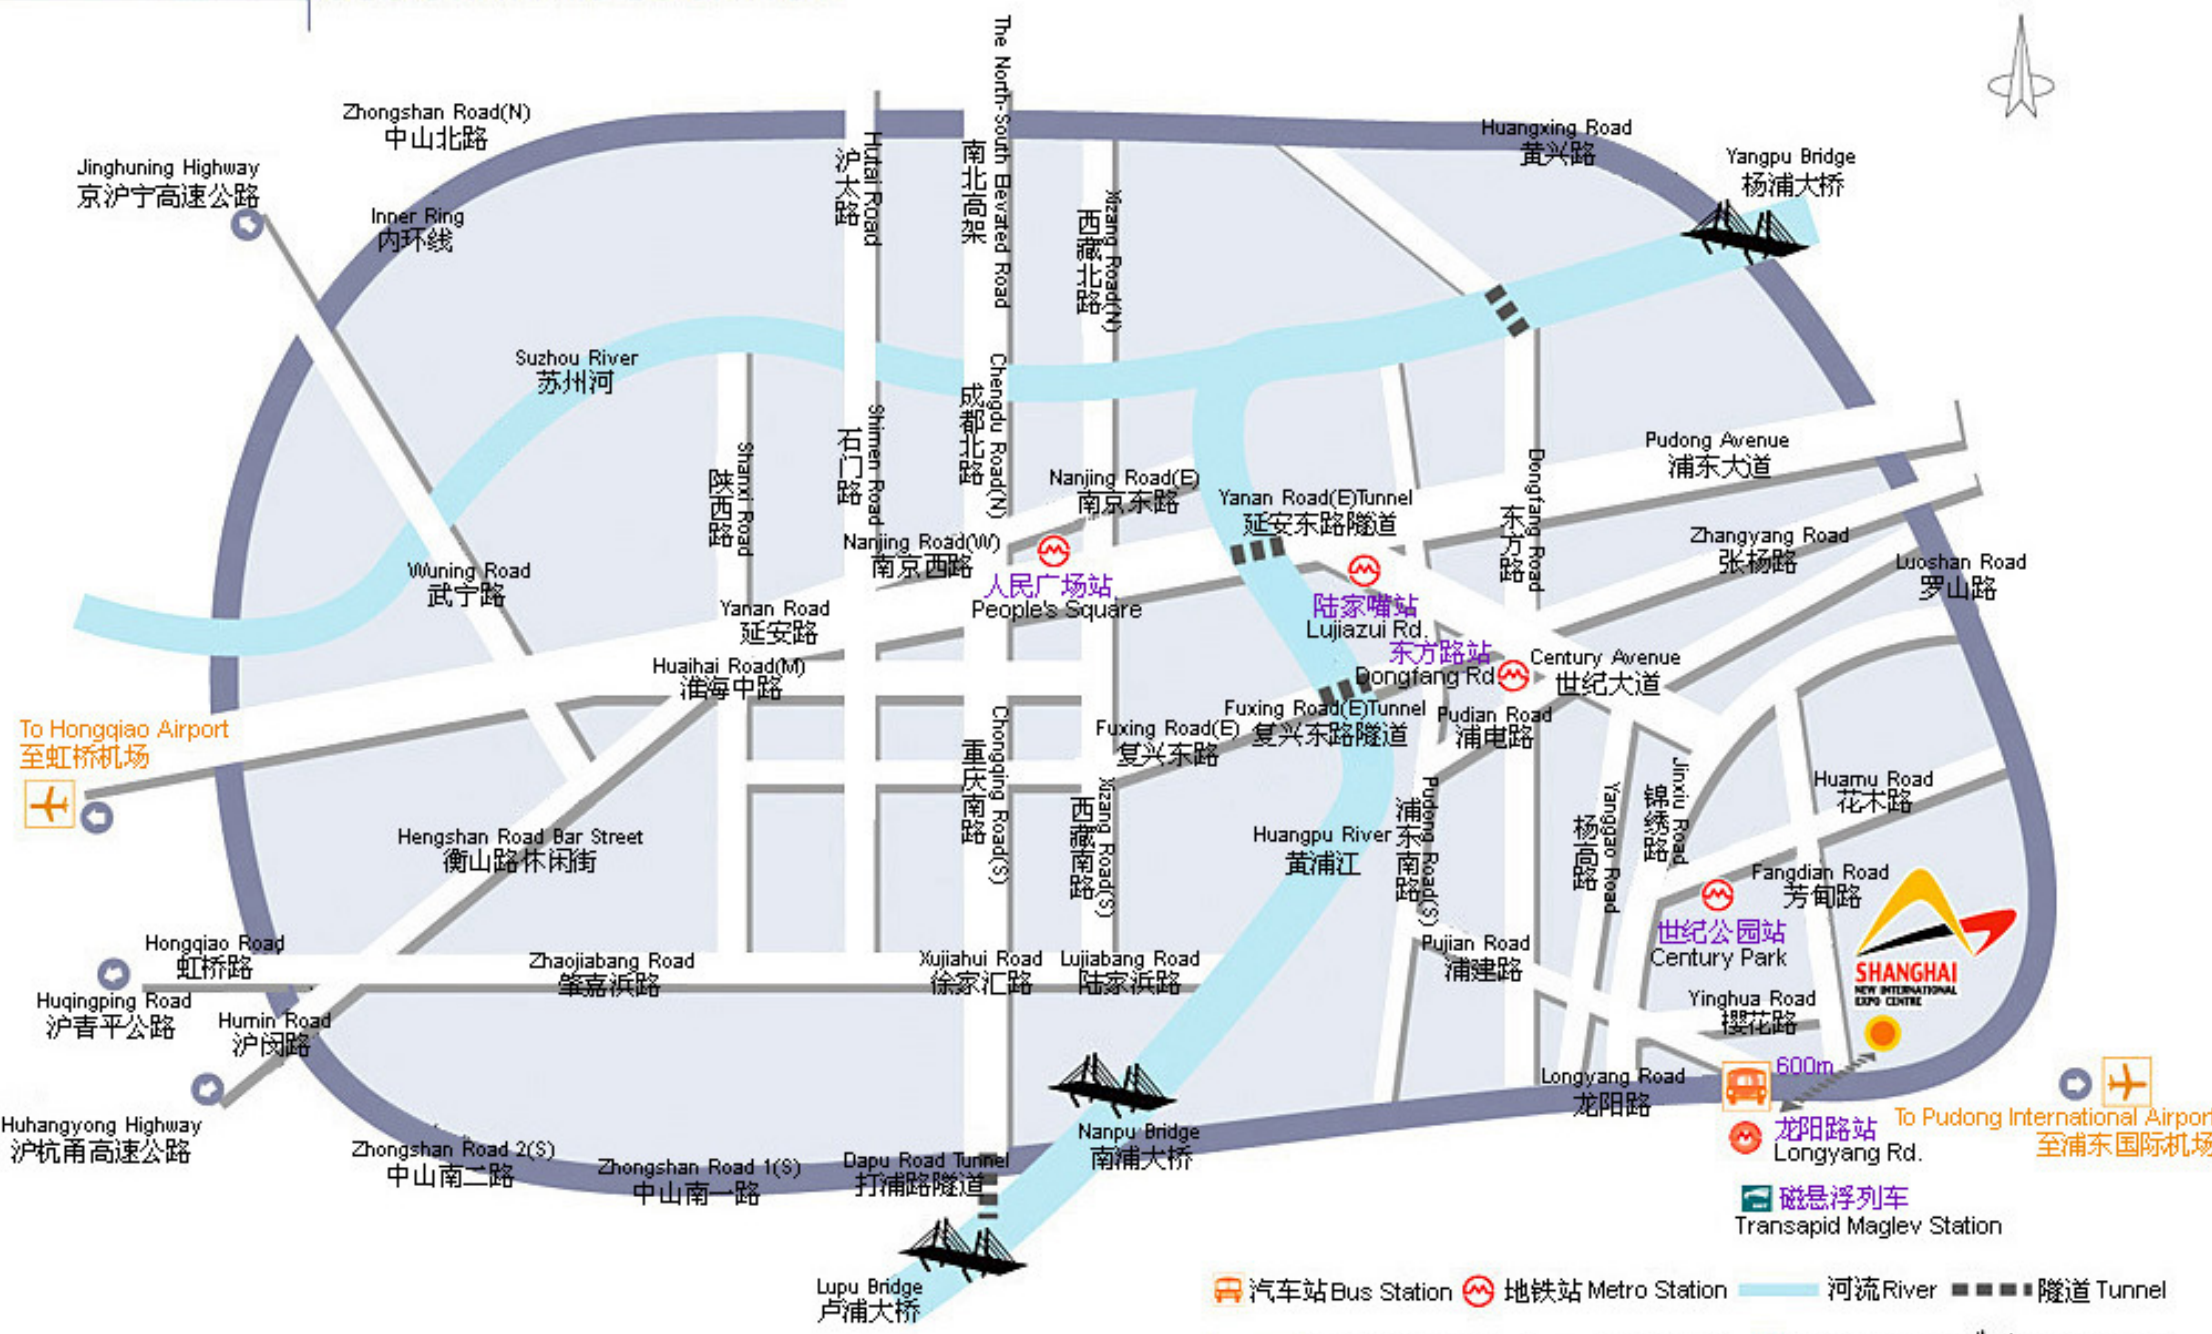 The North-South Elevated Road
南北高架
Zhongshan Road(N)
中山北路
Huangxing Road
黄兴路
Yangpu Bridge
杨浦大桥
Jinghuning Highway
京沪宁高速公路
Hutai Road
沪太路
Inner Ring
内环线
Xizang Road(N)
西藏北路
Suzhou River
苏州河
Chengdu Road(N)
成都北路
Shimen Road
石门路
Shanxi Road
陕西路
Nanjing Road(E)
南京东路
Yanan Road(E)Tunnel
延安东路隧道
Dongfang Road
东方路
Pudong Avenue
浦东大道
Nanjing Road(W)
南京西路
Zhangyang Road
张杨路
Luoshan Road
罗山路
Wuning Road
武宁路
人民广场站
People's Square
陆家嘴站
Lujiazui Rd.
Yanan Road
延安路
东方路站
Dongfang Rd.
Century Avenue
世纪大道
Huaihai Road(M)
淮海中路
To Hongqiao Airport
至虹桥机场
Fuxing Road(E)
复兴东路
Fuxing Road(E)Tunnel
复兴东路隧道
Pudian Road
浦电路
Chongqing Road(S)
重庆南路
Xizang Road(S)
西藏南路
Pudong Road(S)
浦东南路
Yanggao Road
杨高路
Jinxiu Road
锦绣路
Huamu Road
花木路
Hengshan Road Bar Street
衡山路休闲街
Huangpu River
黄浦江
Fangdian Road
芳甸路
世纪公园站
Century Park
SHANGHAI
NEW INTERNATIONAL
EXPO CENTRE
Hongqiao Road
虹桥路
Zhaojiabang Road
肇嘉浜路
Xujiahui Road
徐家汇路
Lujiabang Road
陆家浜路
Pujian Road
浦建路
Huqingping Road
沪青平公路
Humin Road
沪闵路
Yinghua Road
樱花路
600m
Longyang Road
龙阳路
Huhangyong Highway
沪杭甬高速公路
Zhongshan Road 2(S)
中山南二路
Zhongshan Road 1(S)
中山南一路
Dapu Road Tunnel
打浦路隧道
Nanpu Bridge
南浦大桥
龙阳路站
Longyang Rd.
To Pudong International Airport
至浦东国际机场
磁悬浮列车
Transapid Maglev Station
Lupu Bridge
卢浦大桥
汽车站Bus Station
地铁站Metro Station
河流River
隧道Tunnel